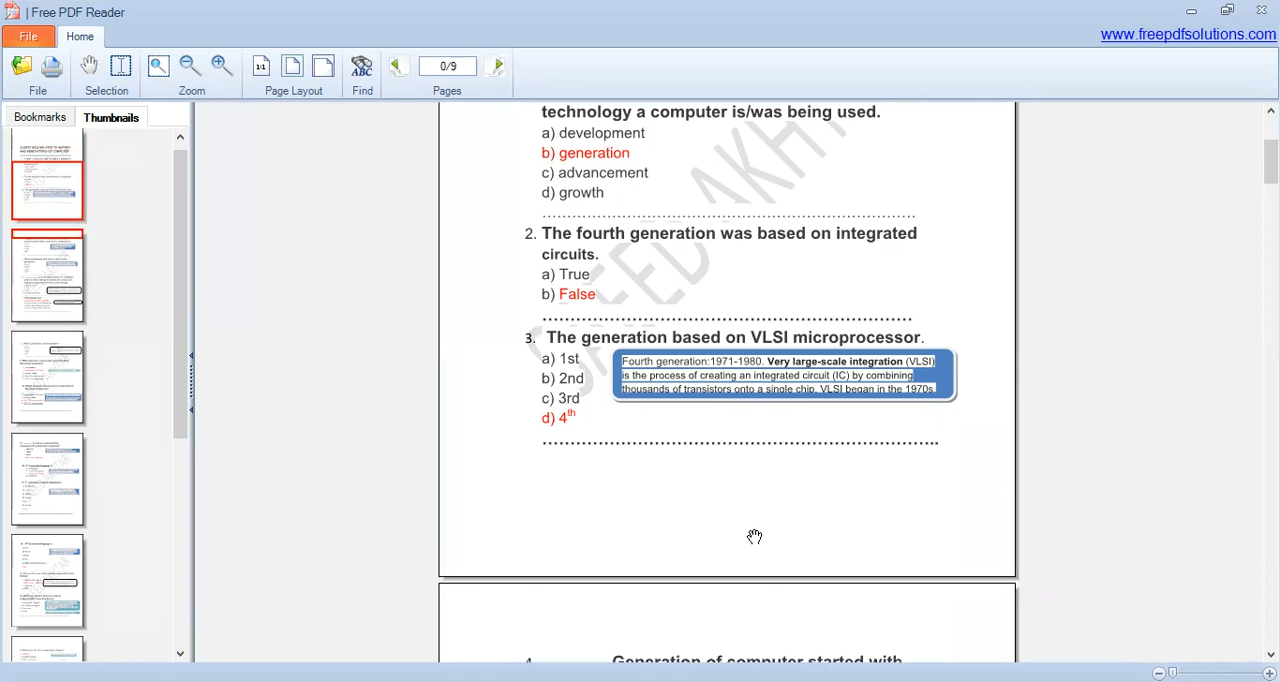 Free PDF Reader
File
Home
www.freepdfsolutions.com
1:1
ABC
0/9
File
Selection
Zoom
Page Layout
Find
Pages
Bookmarks
Thumbnails
technology a computer is/was being used.
a) development
b) generation
c) advancement
d) growth
2. The fourth generation was based on integrated
circuits.
a) True
b) False
3. The generation based on VLSI microprocessor.
a) 1st
b) 2nd
c) 3rd
d) 4th
Fourth generation:1971-1980. Very large-scale integration (VLSI)
is the process of creating an integrated circuit (IC) by combining
thousands of transistors onto a single chip. VLSI began in the 1970s.
4. Generation of computer started with